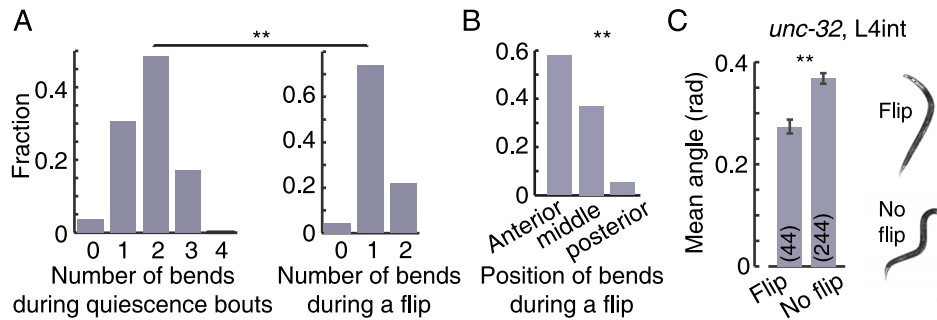 A
**
Fraction
0.4
0.2
0
0 1 2 3 4
Number of bends
during quiescence bouts
0.8
0.6
0.4
0.2
0
0 1 2
Number of bends
during a flip
B
**
0.6
0.4
0.2
0
Anterior
middle
posterior
Position of bends
during a flip
C
unc-32, L4int
**
Mean angle (rad)
0.4
0.2
0
(44)
(244)
Flip
No flip
Flip
No
flip